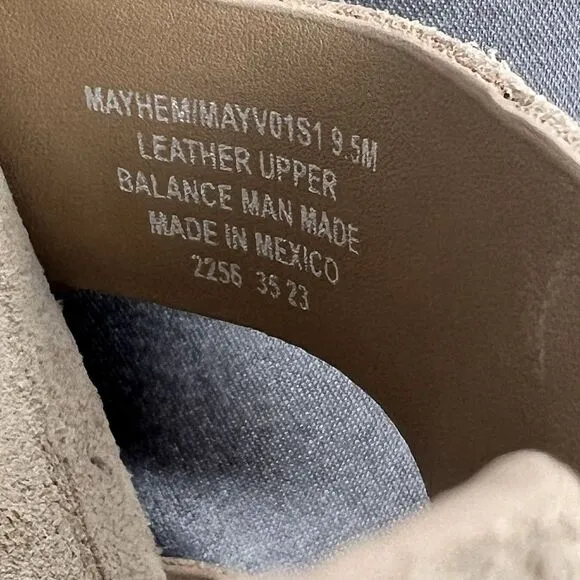 MAYHEM/MAYV01S1 9.5M
LEATHER UPPER
BALANCE MAN MADE
MADE IN MEXICO
2256 35 23